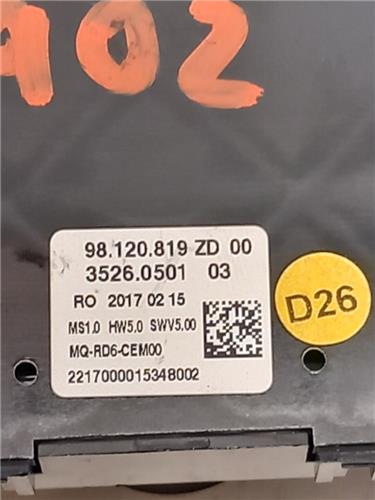 98.120.819 ZD 00
3526.0501 03
RO 2017 02 15
MS1.0 HW5.0 SWV5.00
MQ-RD6-CEM00
2217000015348002
D26